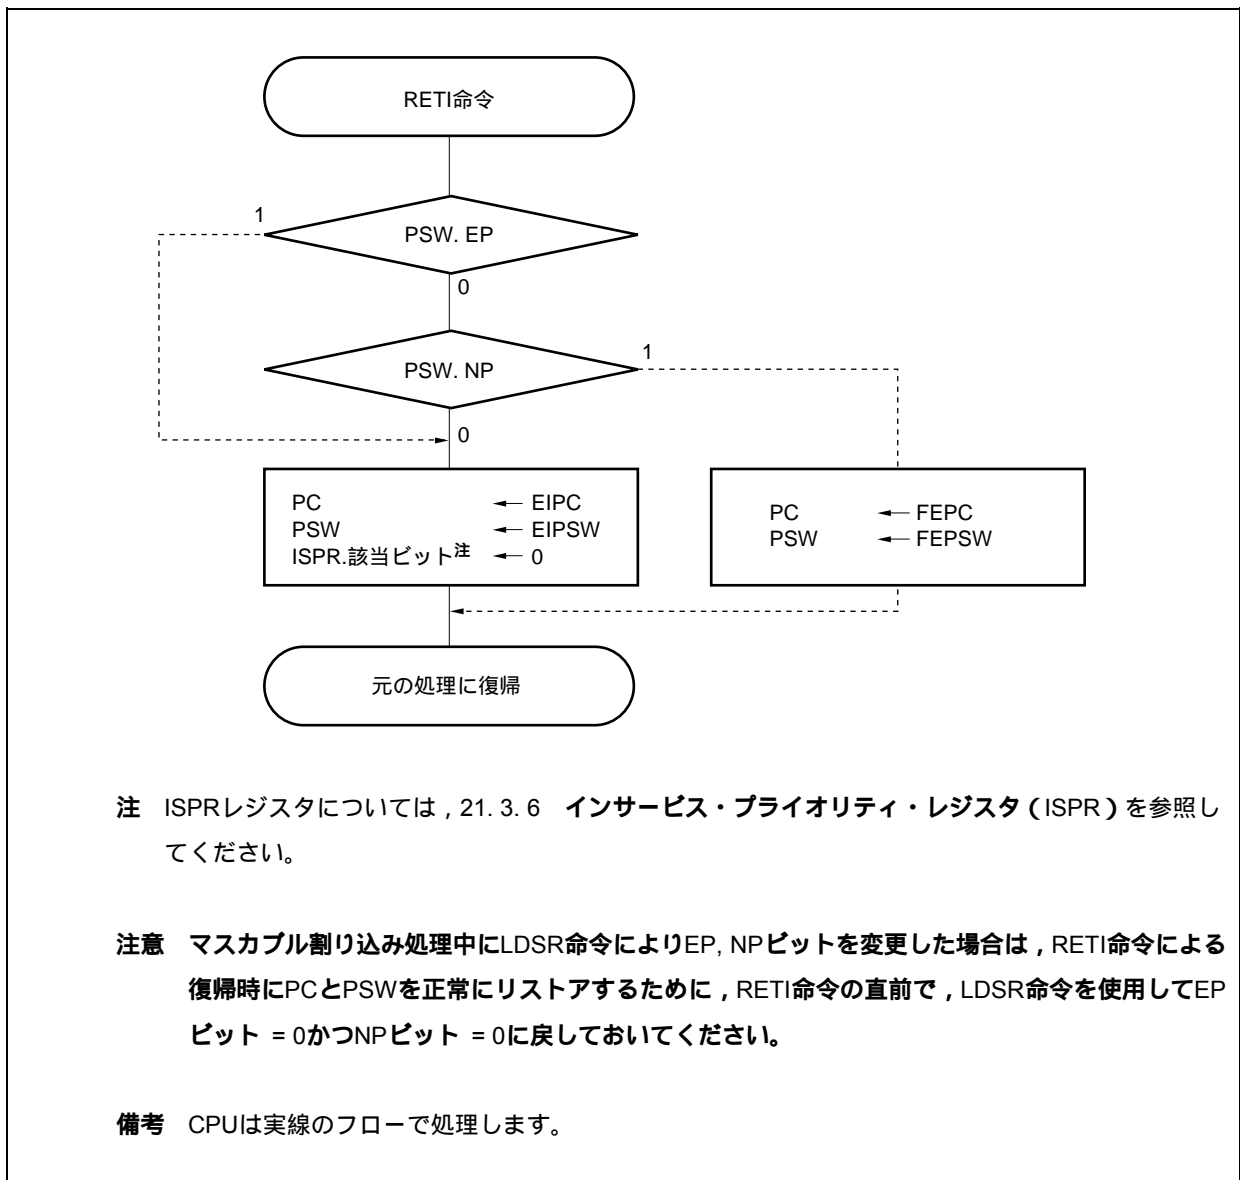 RETI命令
1
PSW. EP
0
PSW. NP
1
0
PC ← EIPC
PSW ← EIPSW
ISPR.該当ビット注 ← 0
PC ← FEPC
PSW ← FEPSW
元の処理に復帰
注 ISPRレジスタについては，21. 3. 6 インサービス・プライオリティ・レジスタ（ISPR）を参照し
てください。
注意 マスカブル割り込み処理中にLDSR命令によりEP, NPビットを変更した場合は，RETI命令による
復帰時にPCとPSWを正常にリストアするために，RETI命令の直前で，LDSR命令を使用してEP
ビット = 0かつNPビット = 0に戻しておいてください。
備考 CPUは実線のフローで処理します。